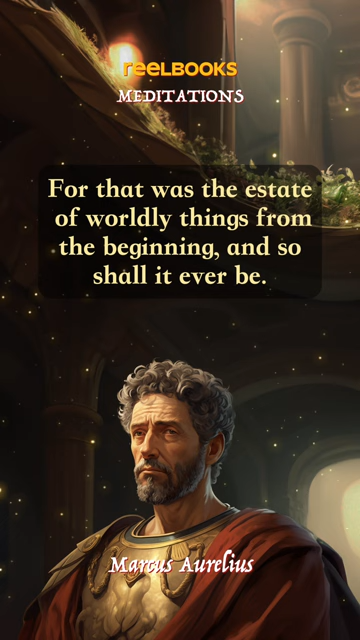 reelBOOKS
MEDITATIONS
For that was the estate
of worldly things from
the beginning, and so
shall it ever be.
Marcus Aurelius